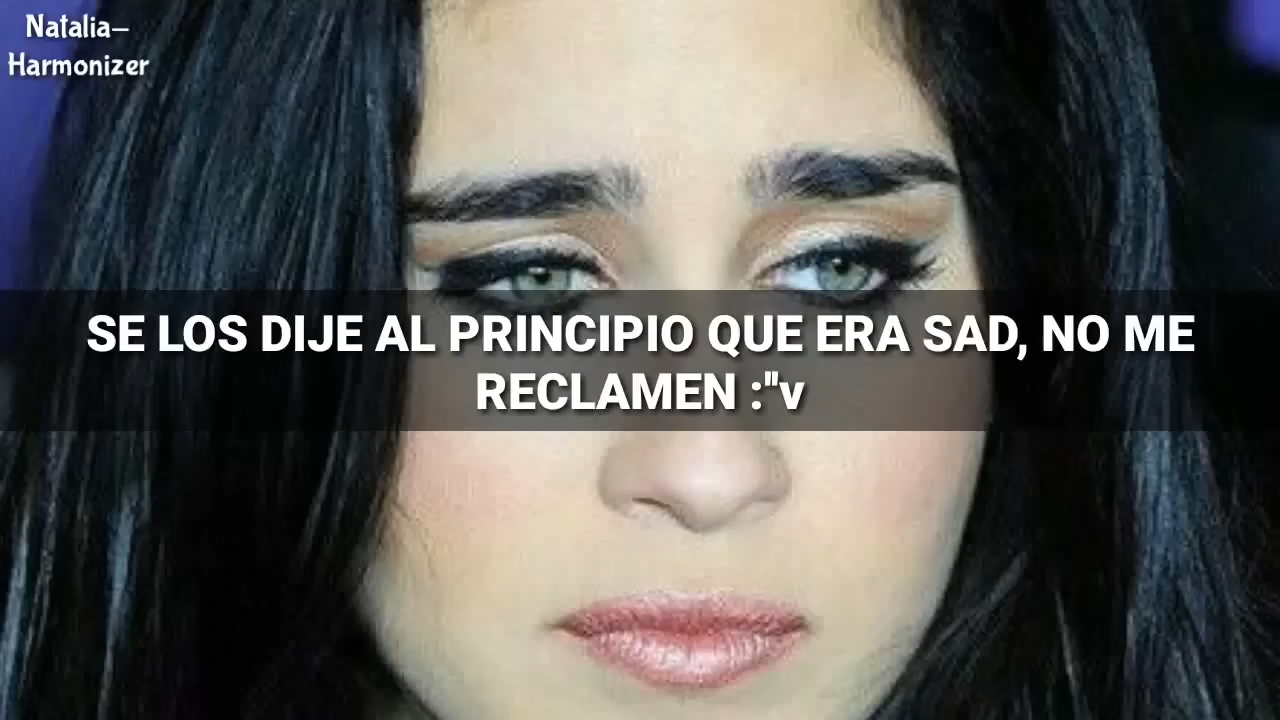 Natalia-
Harmonizer
SE LOS DIJE AL PRINCIPIO QUE ERA SAD, NO ME
RECLAMEN :"v